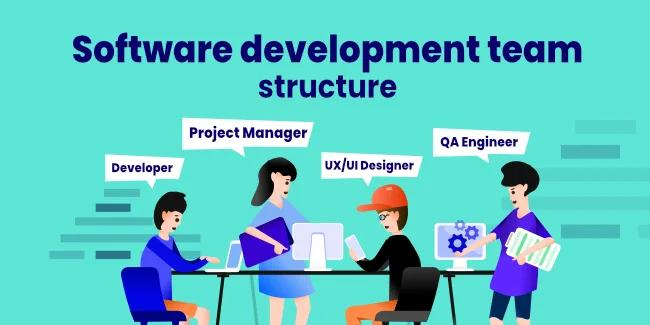 Software development team
structure
Project Manager
Developer
UX/UI Designer
QA Engineer